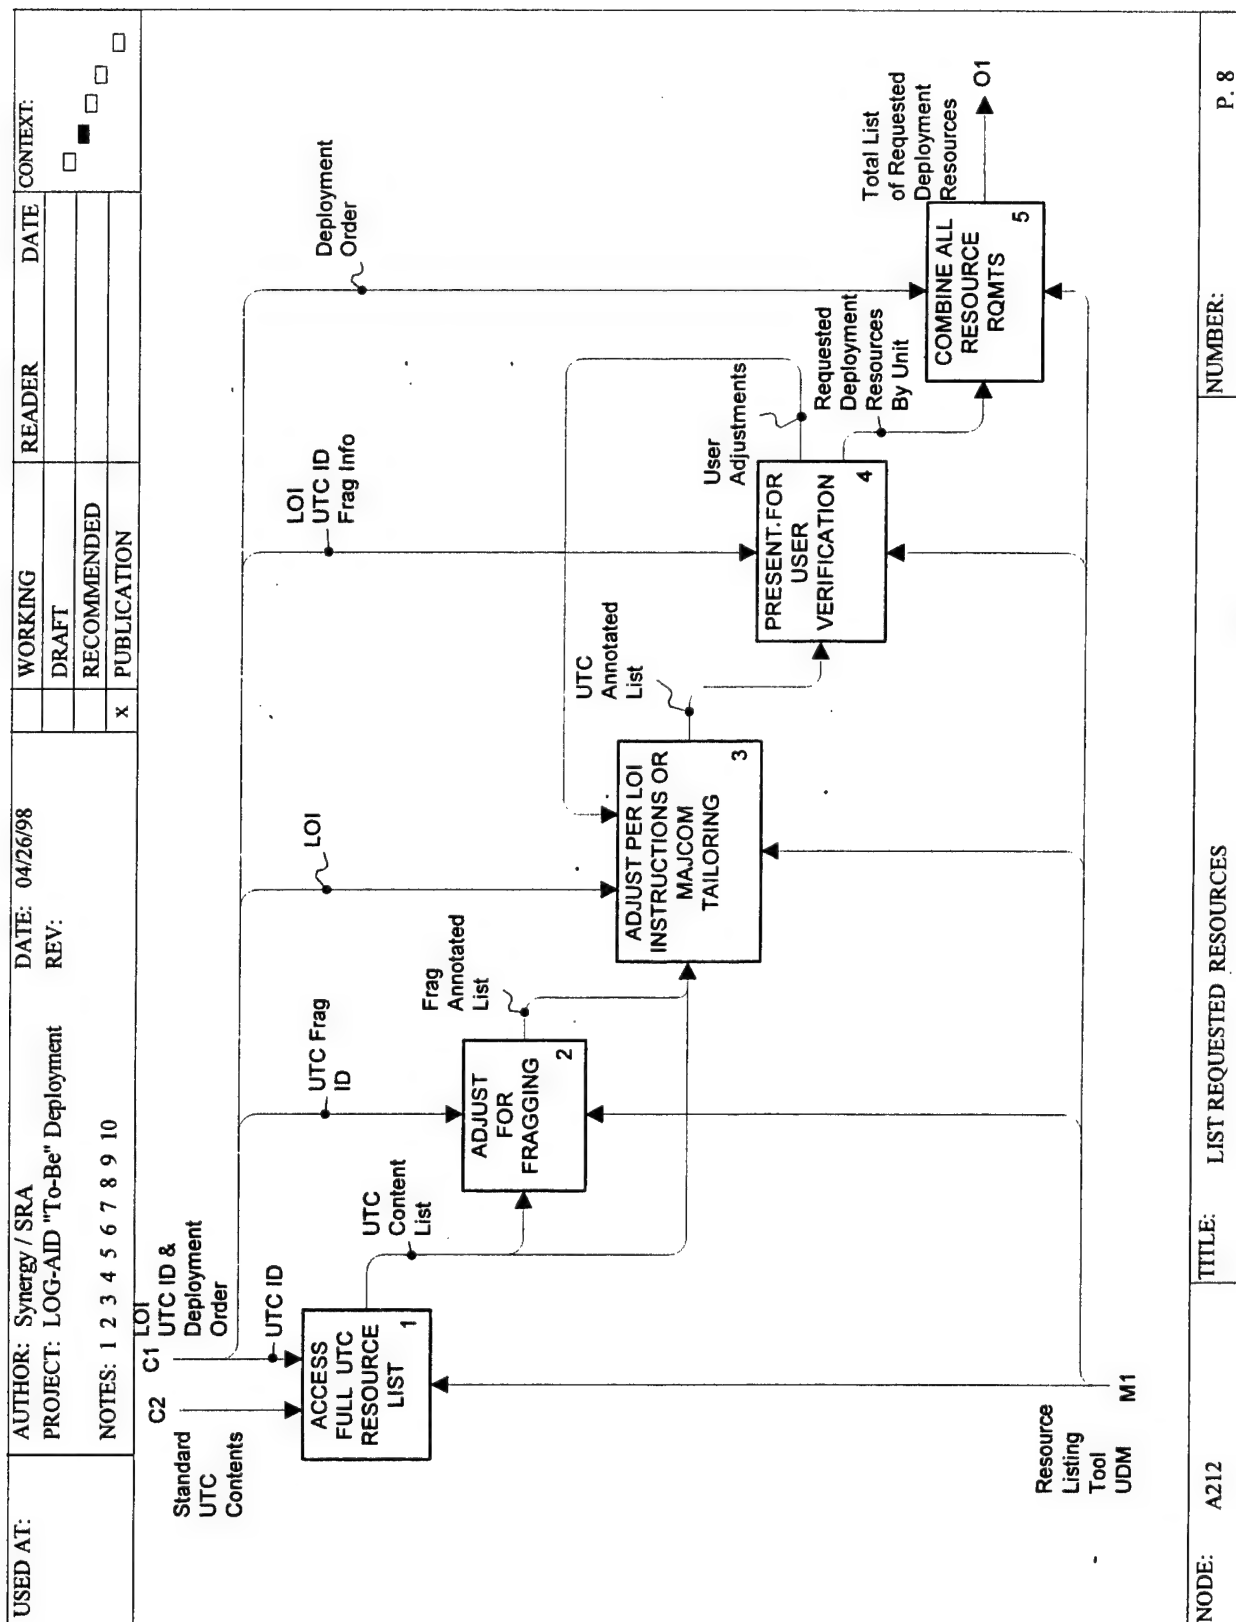 USED AT:
AUTHOR: Synergy / SRA
PROJECT: LOG-AID "To-Be" Deployment
NOTES: 1 2 3 4 5 6 7 8 9 10
DATE: 04/26/98
REV:
WORKING
DRAFT
RECOMMENDED
x PUBLICATION
READER DATE
CONTEXT:
C2
Standard
UTC
Contents
C1
LOI
UTC ID &
Deployment
Order
UTC ID
ACCESS
FULL UTC
RESOURCE
LIST
1
UTC
Content
List
UTC Frag
ID
ADJUST
FOR
FRAGGING
2
Frag
Annotated
List
LOI
ADJUST PER LOI
INSTRUCTIONS OR
MAJCOM
TAILORING
3
UTC
Annotated
List
LOI
UTC ID
Frag Info
PRESENT.FOR
USER
VERIFICATION
4
User
Adjustments
Requested
Deployment
Resources
By Unit
Deployment
Order
COMBINE ALL
RESOURCE
RQMTS
5
Total List
of Requested
Deployment
Resources
O1
Resource
Listing
Tool
UDM
M1
NODE: A212
TITLE: LIST REQUESTED RESOURCES
NUMBER:
P. 8